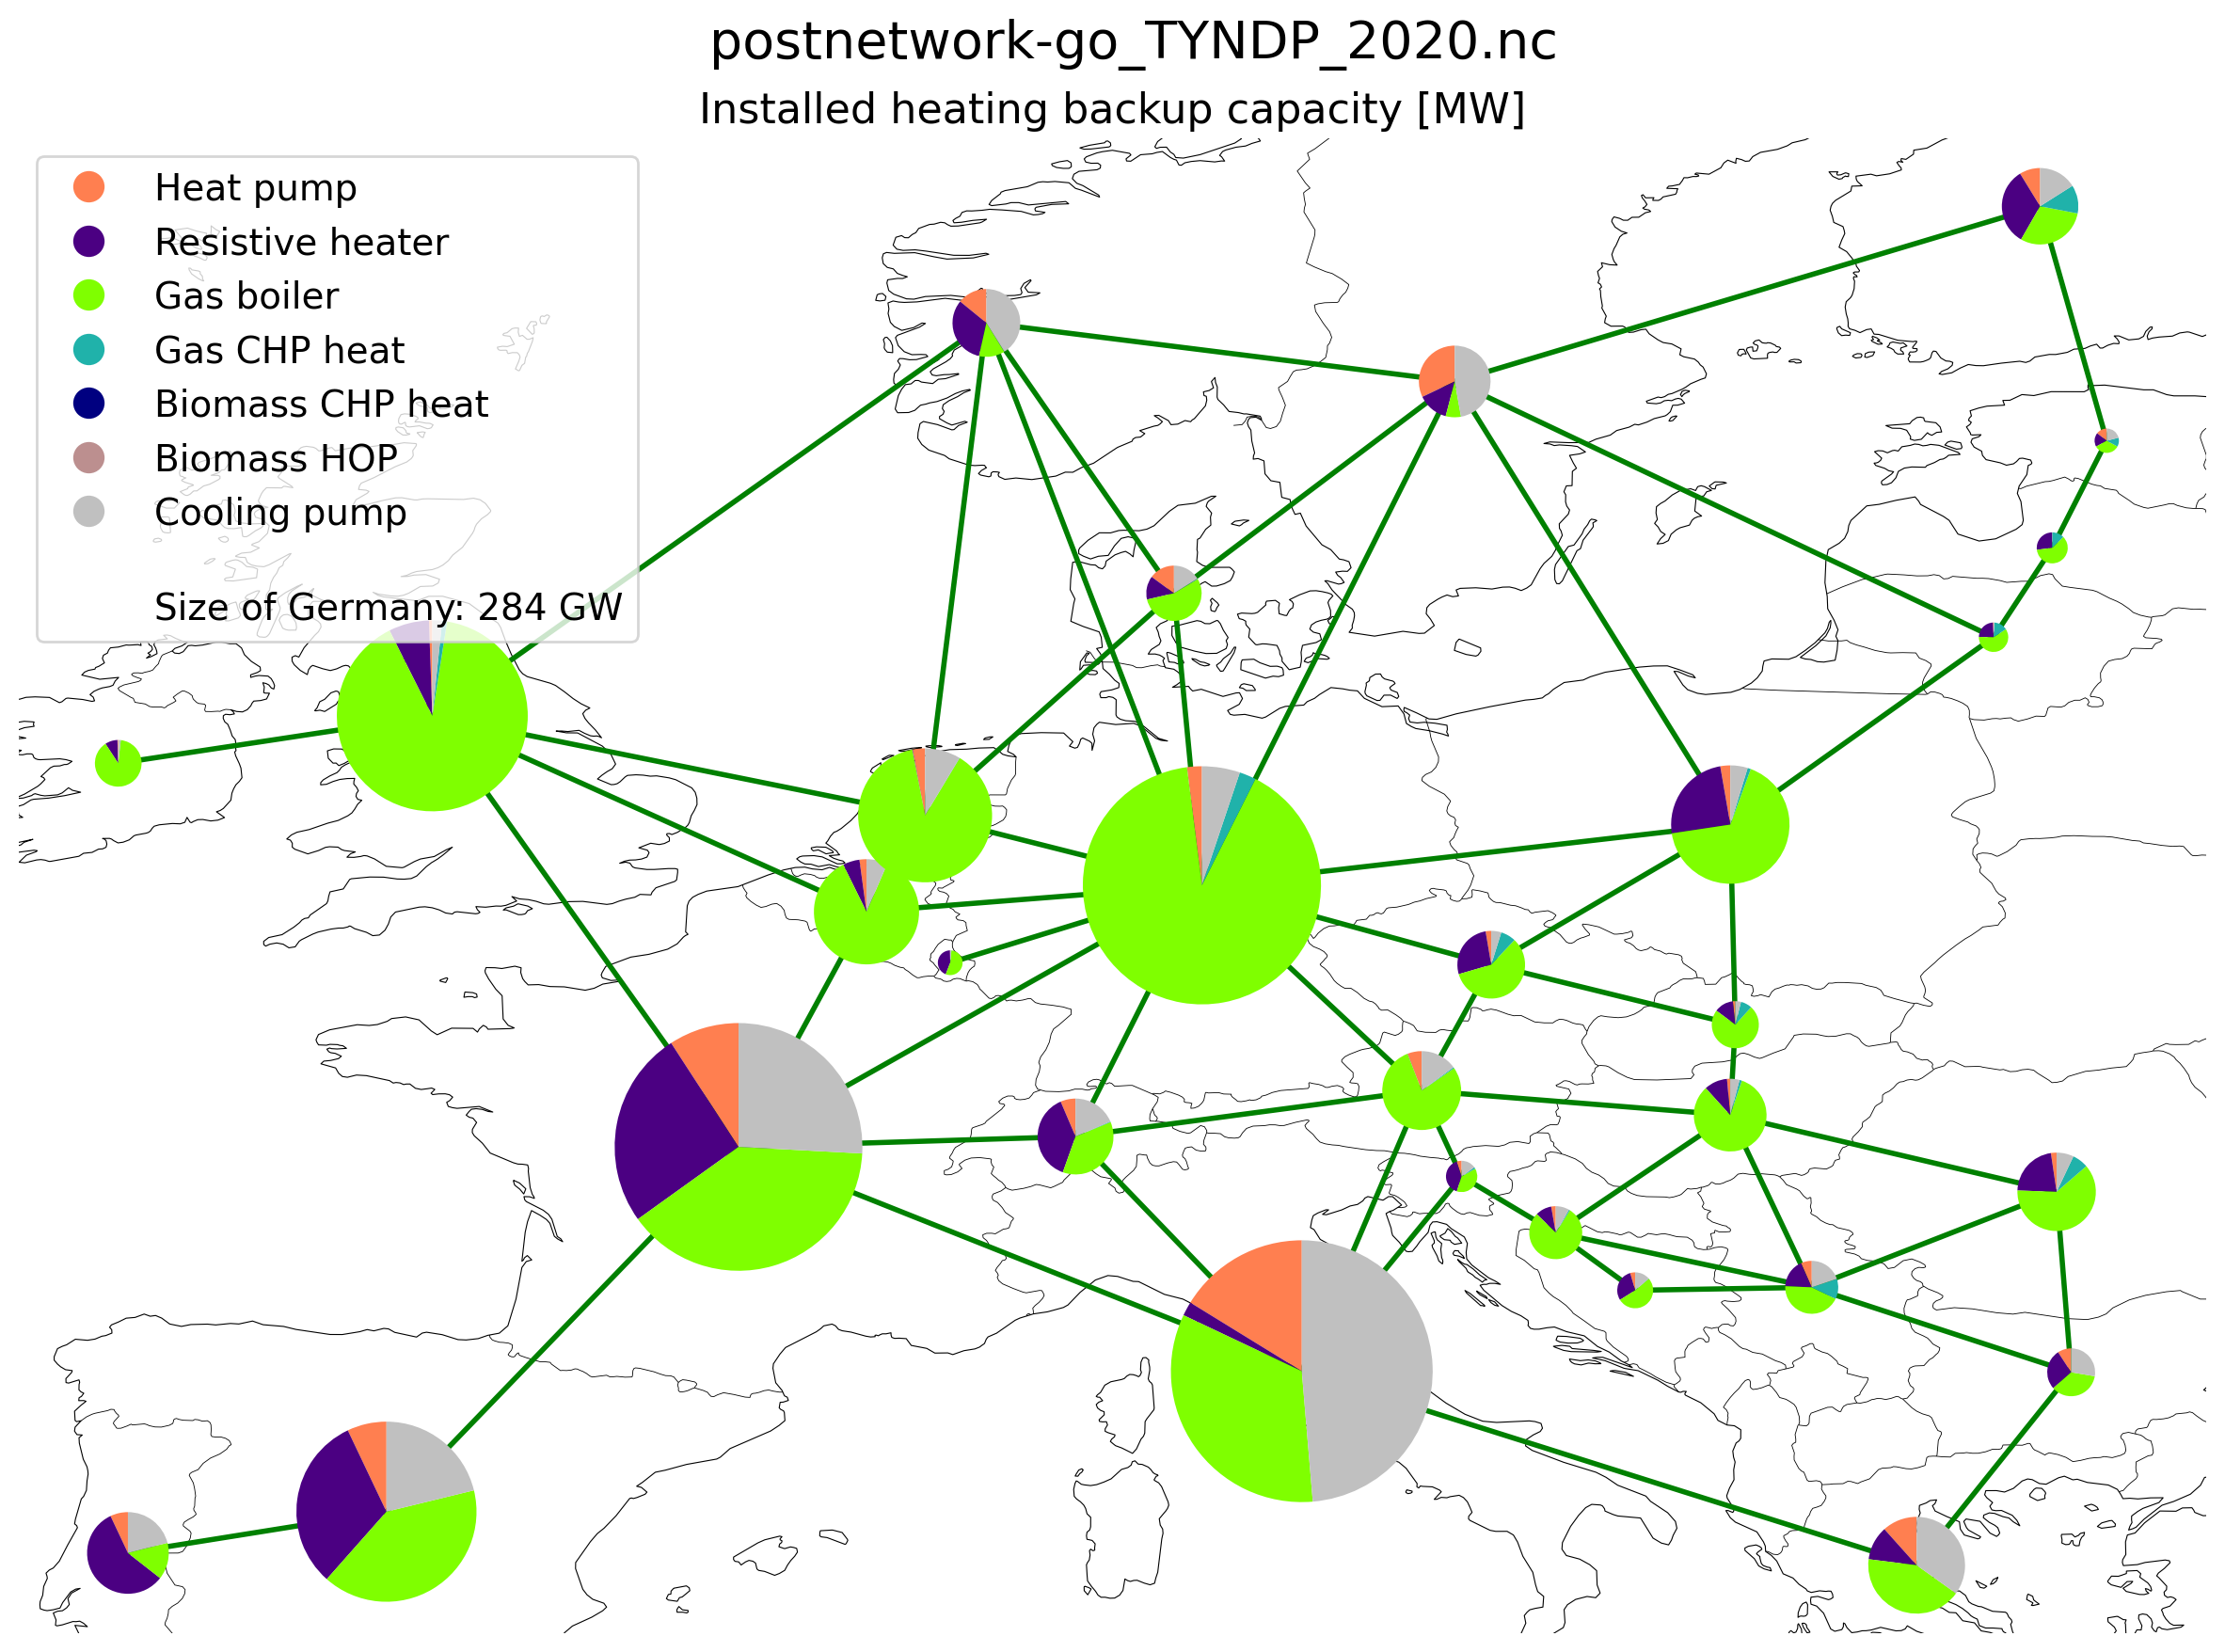 postnetwork-go_TYNDP_2020.nc
Installed heating backup capacity [MW]
Heat pump
Resistive heater
Gas boiler
Gas CHP heat
Biomass CHP heat
Biomass HOP
Cooling pump
Size of Germany: 284 GW